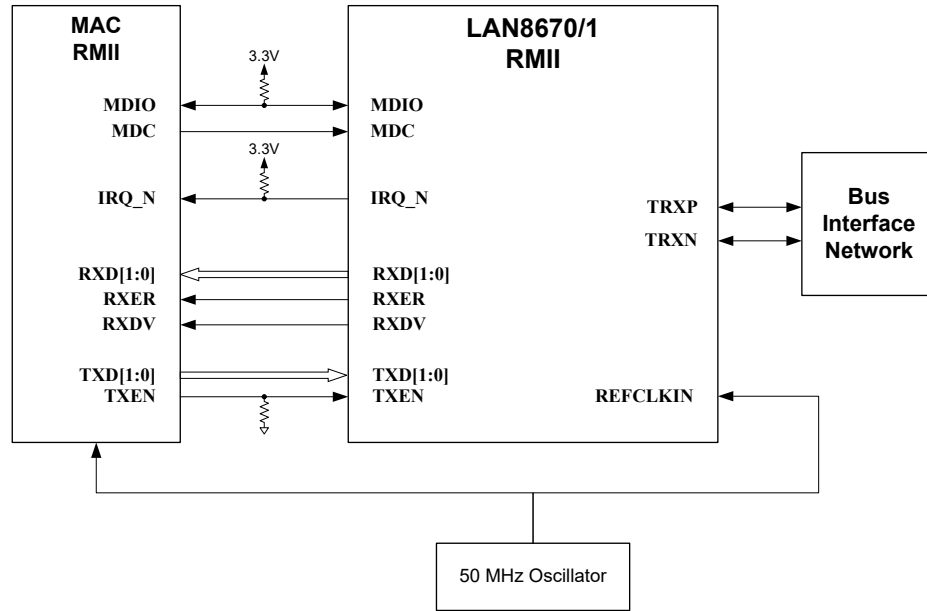 MAC
RMII
LAN8670/1
RMII
3.3V
MDIO
MDIO
MDC
MDC
3.3V
IRQ_N
IRQ_N
TRXP
TRXN
Bus
Interface
Network
RXD[1:0]
RXD[1:0]
RXER
RXER
RXDV
RXDV
TXD[1:0]
TXD[1:0]
TXEN
TXEN
REFCLKIN
50 MHz Oscillator